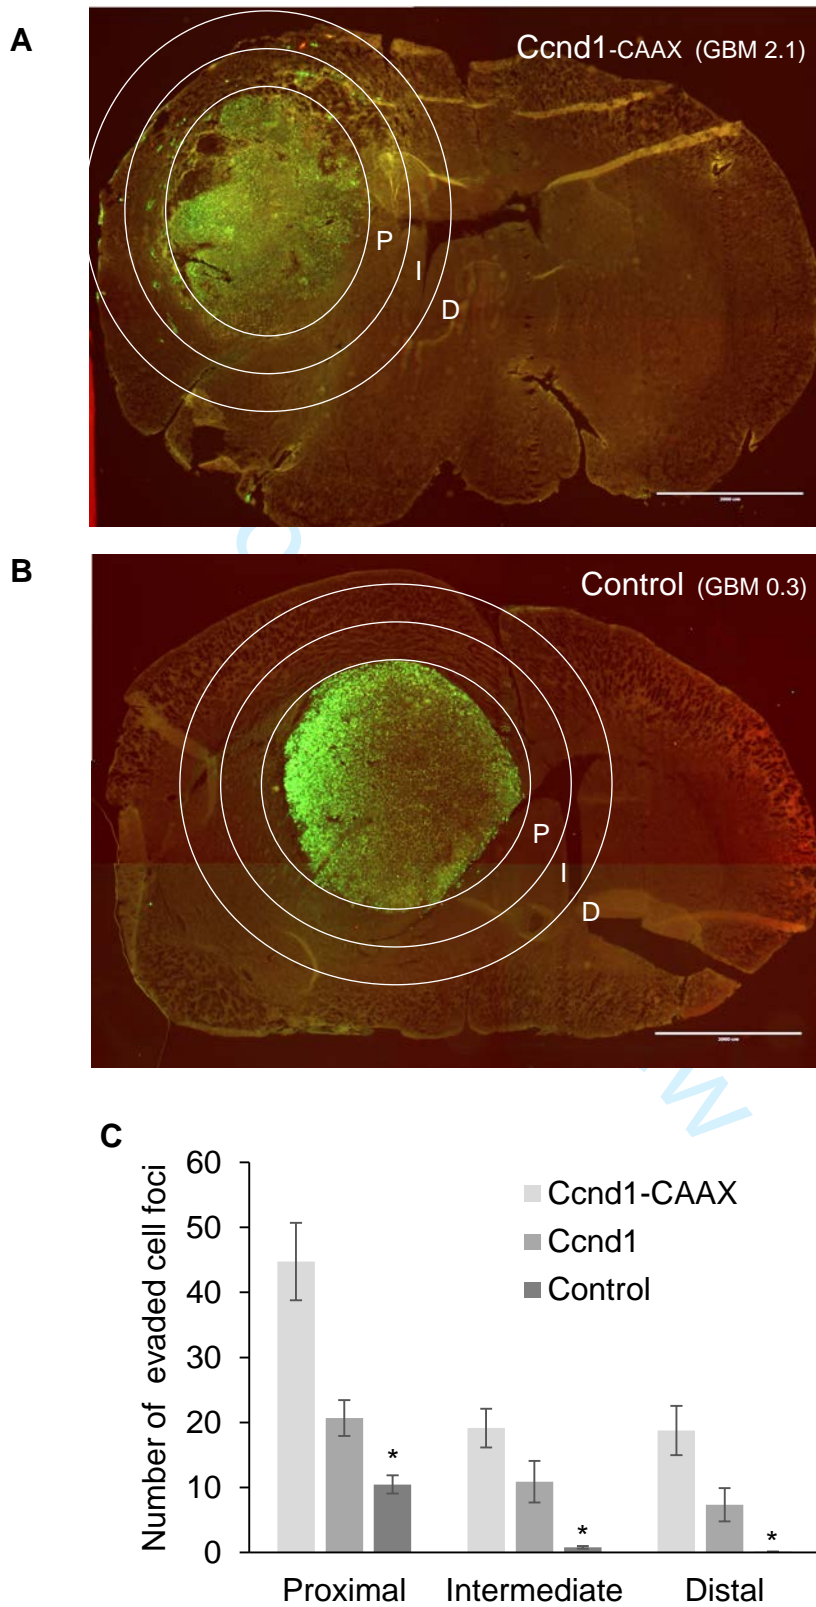 A
Ccnd1-CAAX (GBM 2.1)
P
I
D
B
Control (GBM 0.3)
P
I
D
C
Number of evaded cell foci
60
50
40
30
20
10
0
Ccnd1-CAAX
Ccnd1
Control
*
*
*
Proximal Intermediate Distal